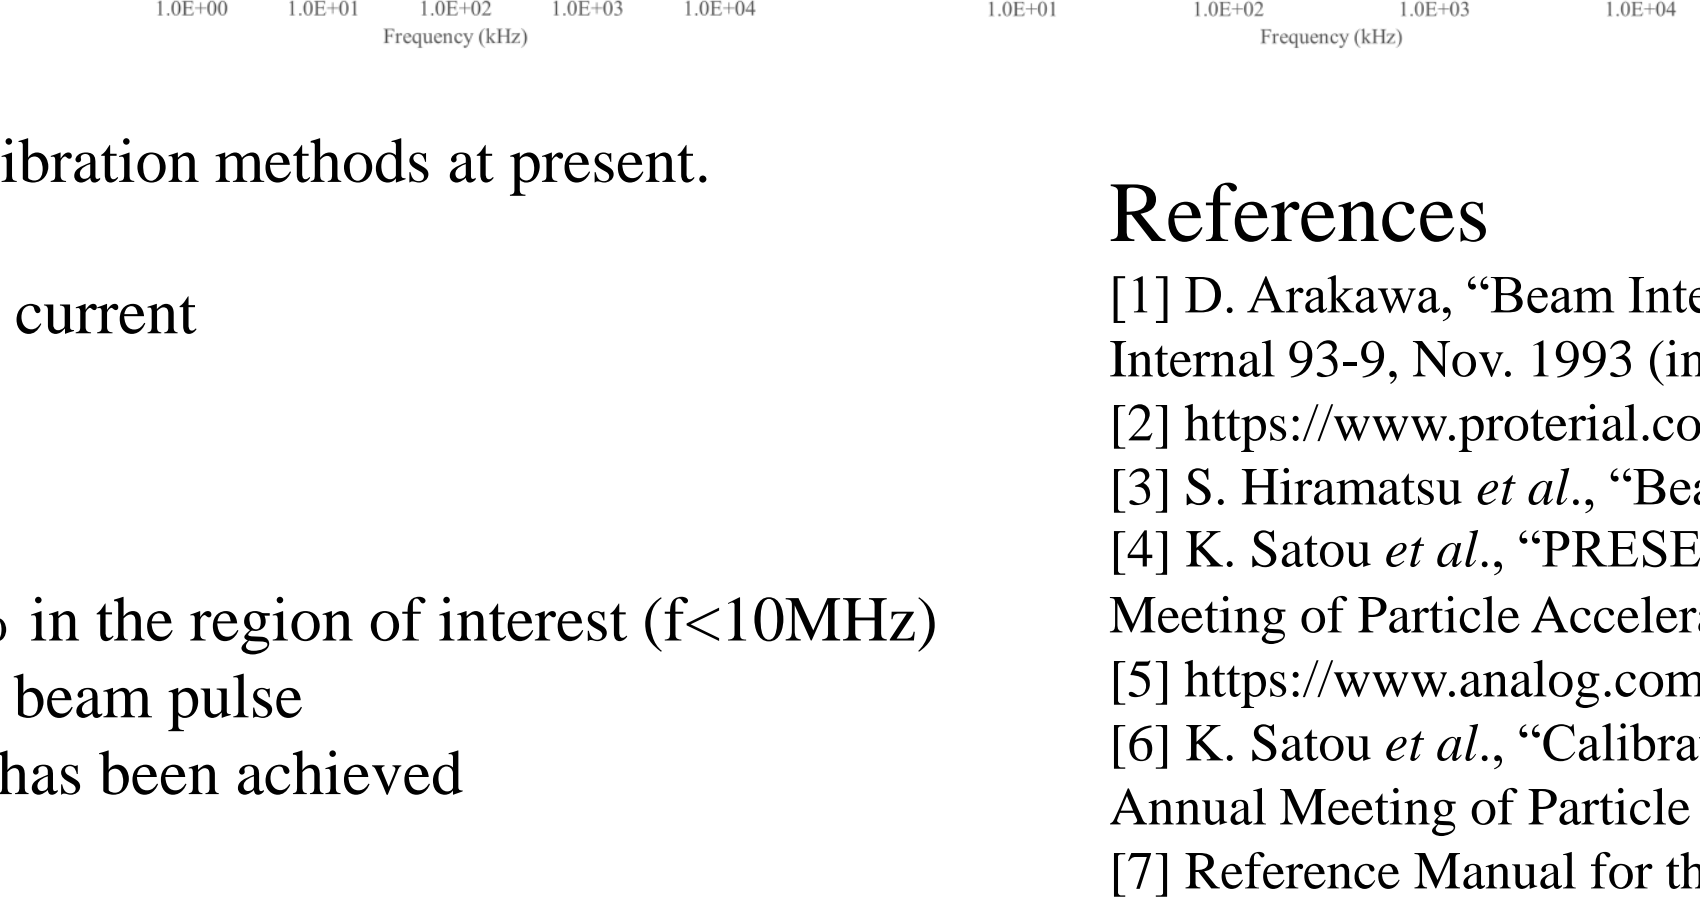 1.0E+00 1.0E+01 1.0E+02 1.0E+03 1.0E+04
Frequency (kHz)
1.0E+01 1.0E+02 1.0E+03 1.0E+04
Frequency (kHz)
ibration methods at present.
current
in the region of interest (f<10MHz)
beam pulse
has been achieved
References
[1] D. Arakawa, “Beam Inte
Internal 93-9, Nov. 1993 (in
[2] https://www.proterial.co
[3] S. Hiramatsu et al., “Bea
[4] K. Satou et al., “PRESE
Meeting of Particle Accelera
[5] https://www.analog.com
[6] K. Satou et al., “Calibra
Annual Meeting of Particle
[7] Reference Manual for th